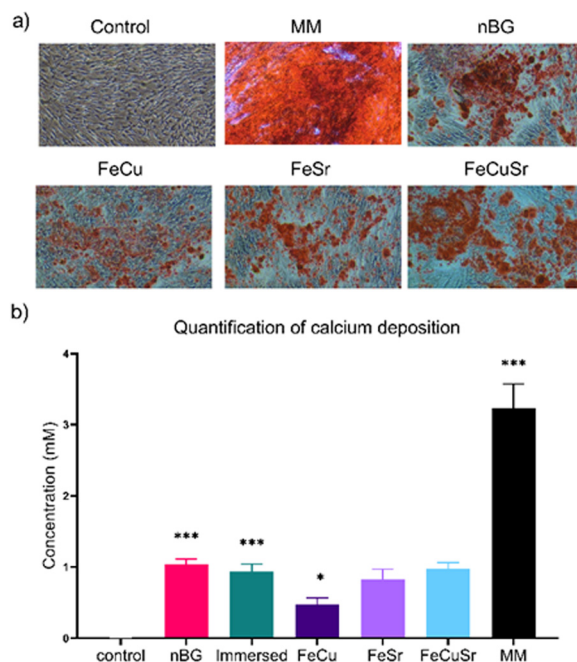 a)
Control MM nBG
FeCu FeSr FeCuSr
b)
Quantification of calcium deposition
Concentration (mM)
4
3
2
1
0
*** *** * ***
control nBG Immersed FeCu FeSr FeCuSr MM